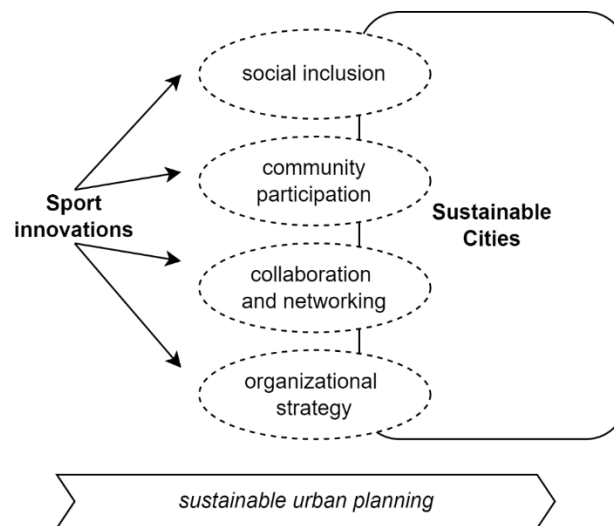 social inclusion
community
participation
Sport
innovations
Sustainable
Cities
collaboration
and networking
organizational
strategy
sustainable urban planning